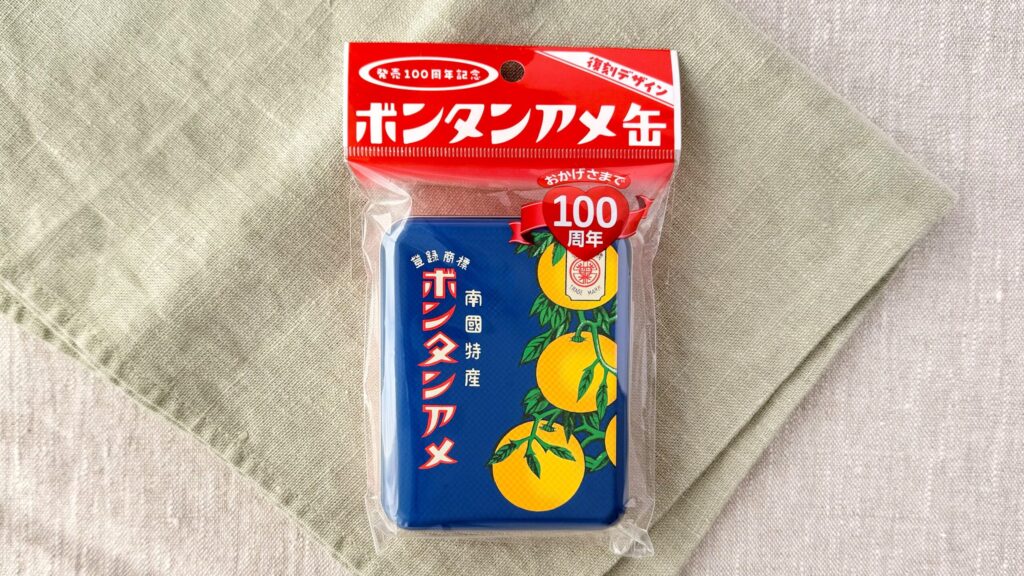 発売100周年記念
復刻デザイン
ボンタンアメ缶
おかげさまで
100
周年
登録商標
ボンタンアメ
南國特産
TRADE MARK